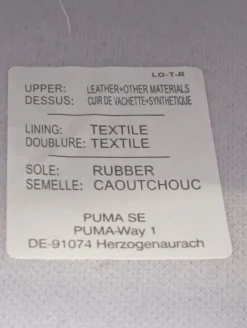 LO-T-R
UPPER: LEATHER+OTHER MATERIALS
DESSUS: CUIR DE VACHETTE+SYNTHETIQUE
LINING: TEXTILE
DOUBLURE: TEXTILE
SOLE: RUBBER
SEMELLE: CAOUTCHOUC
PUMA SE
PUMA-Way 1
DE-91074 Herzogenaurach